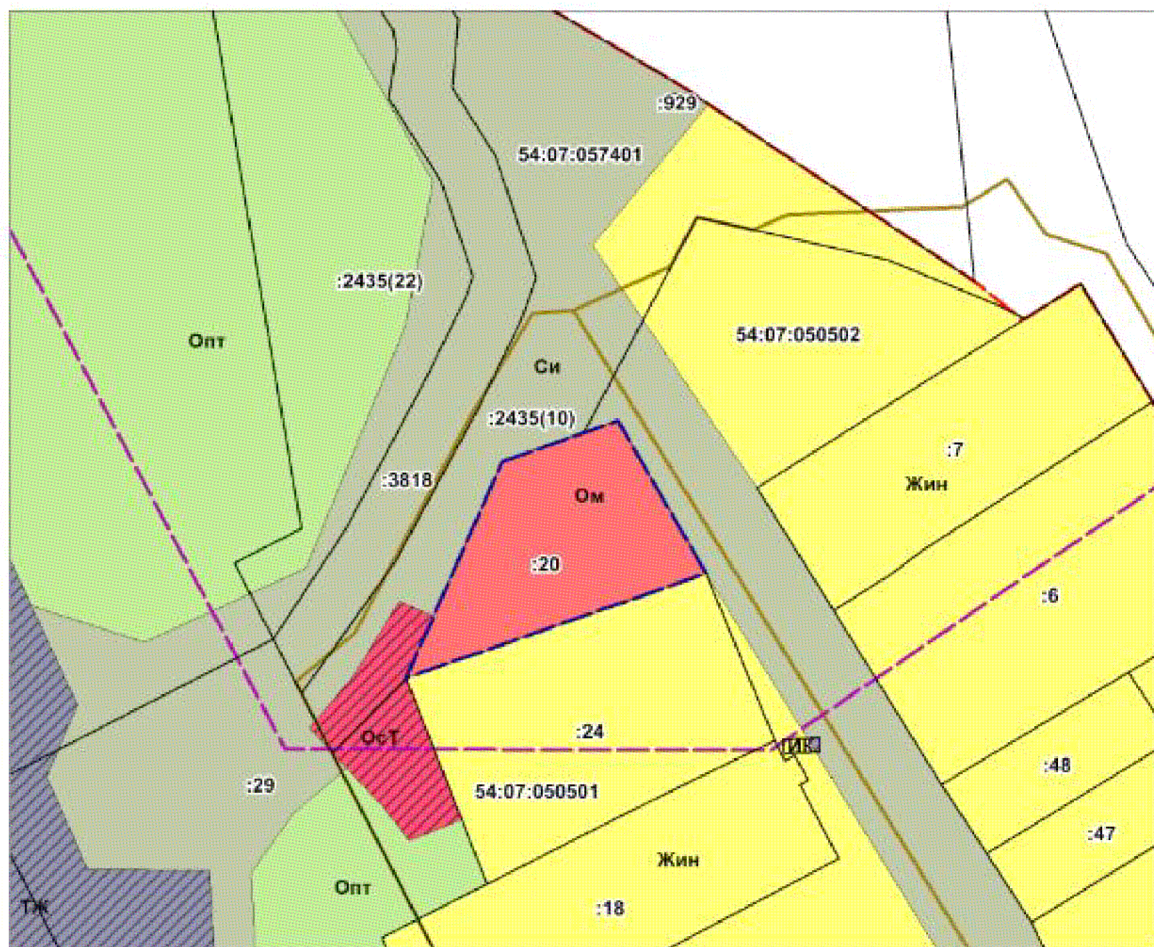 :929
54:07:057401
:2435(22)
Опт
54:07:050502
Си
:2435(10)
:7
:3818
Жин
Ом
:20
:6
:24
ОсТ
ИК
:48
:29
54:07:050501
:47
Жин
Опт
:18
ТЖ